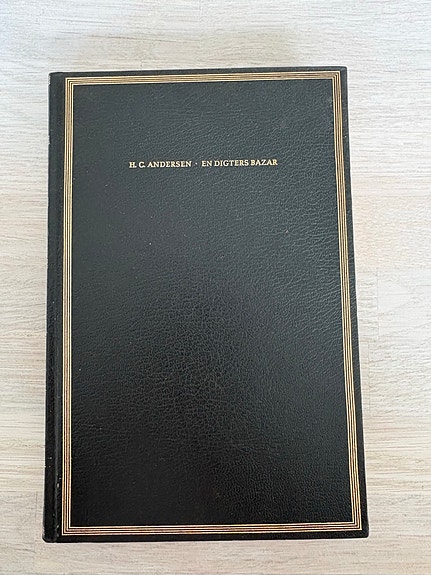 H. C. ANDERSEN · EN DIGTERS BAZAR